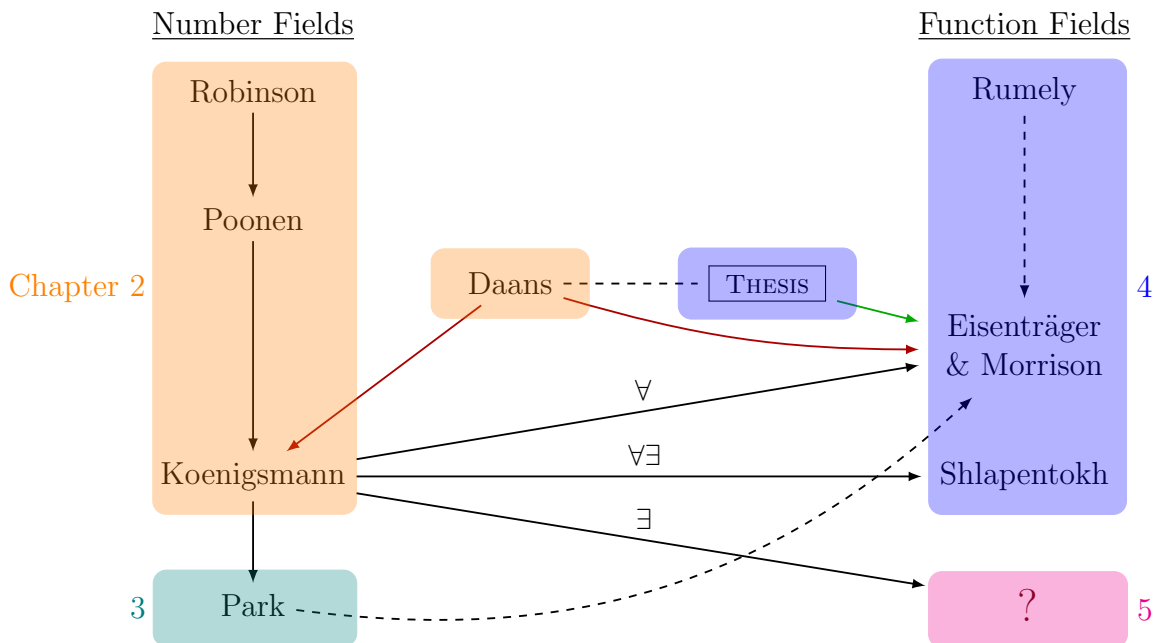 Number Fields
Function Fields
Robinson
Rumely
Poonen
Chapter 2
Daans
THESIS
4
Eisenträger
& Morrison
∀
∀∃
Koenigsmann
Shlapentokh
∃
3
Park
?
5